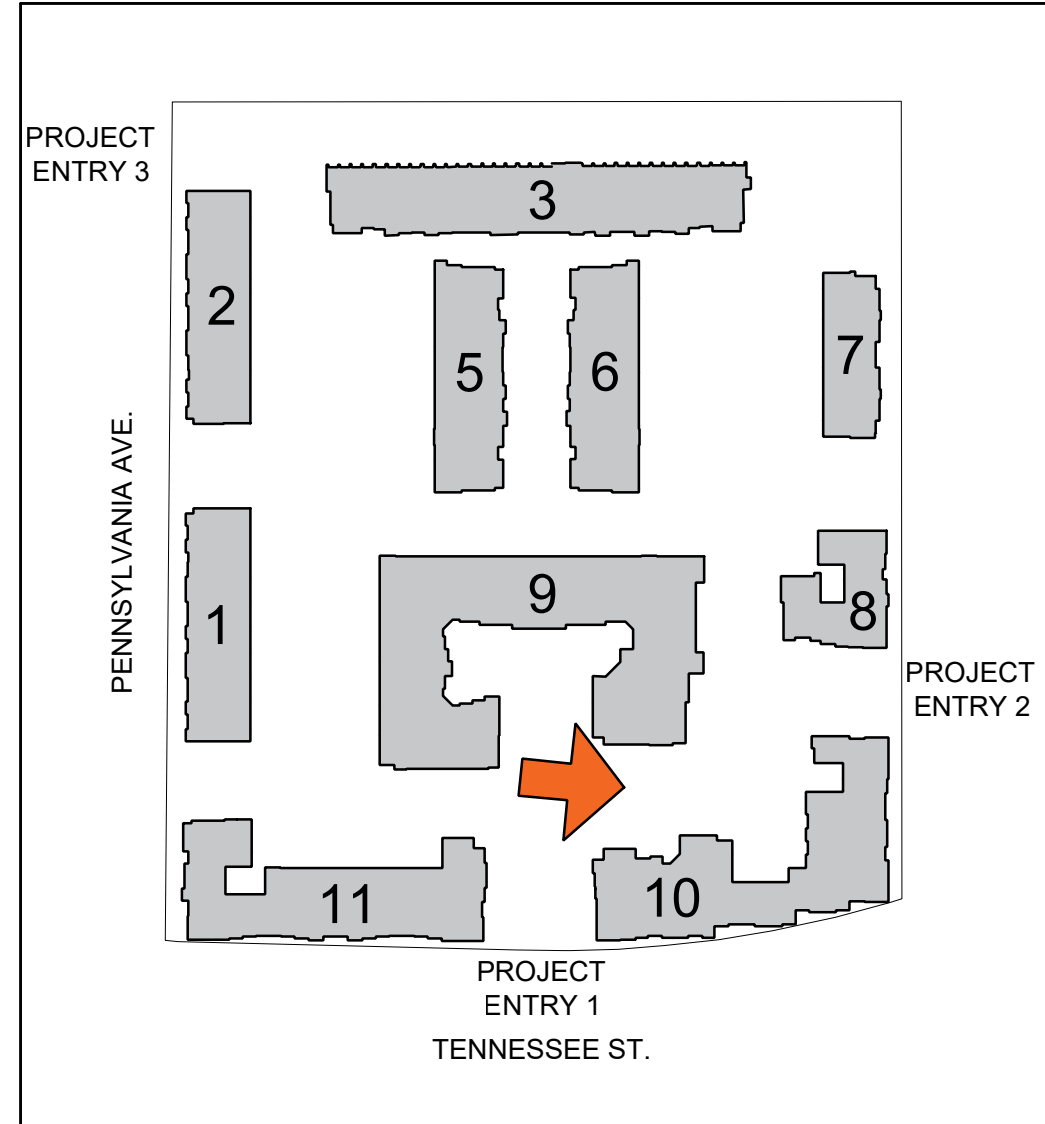 PROJECT
ENTRY 3
3
2
5
6
7
PENNSYLVANIA AVE.
1
9
8
PROJECT
ENTRY 2
11
10
PROJECT
ENTRY 1
TENNESSEE ST.